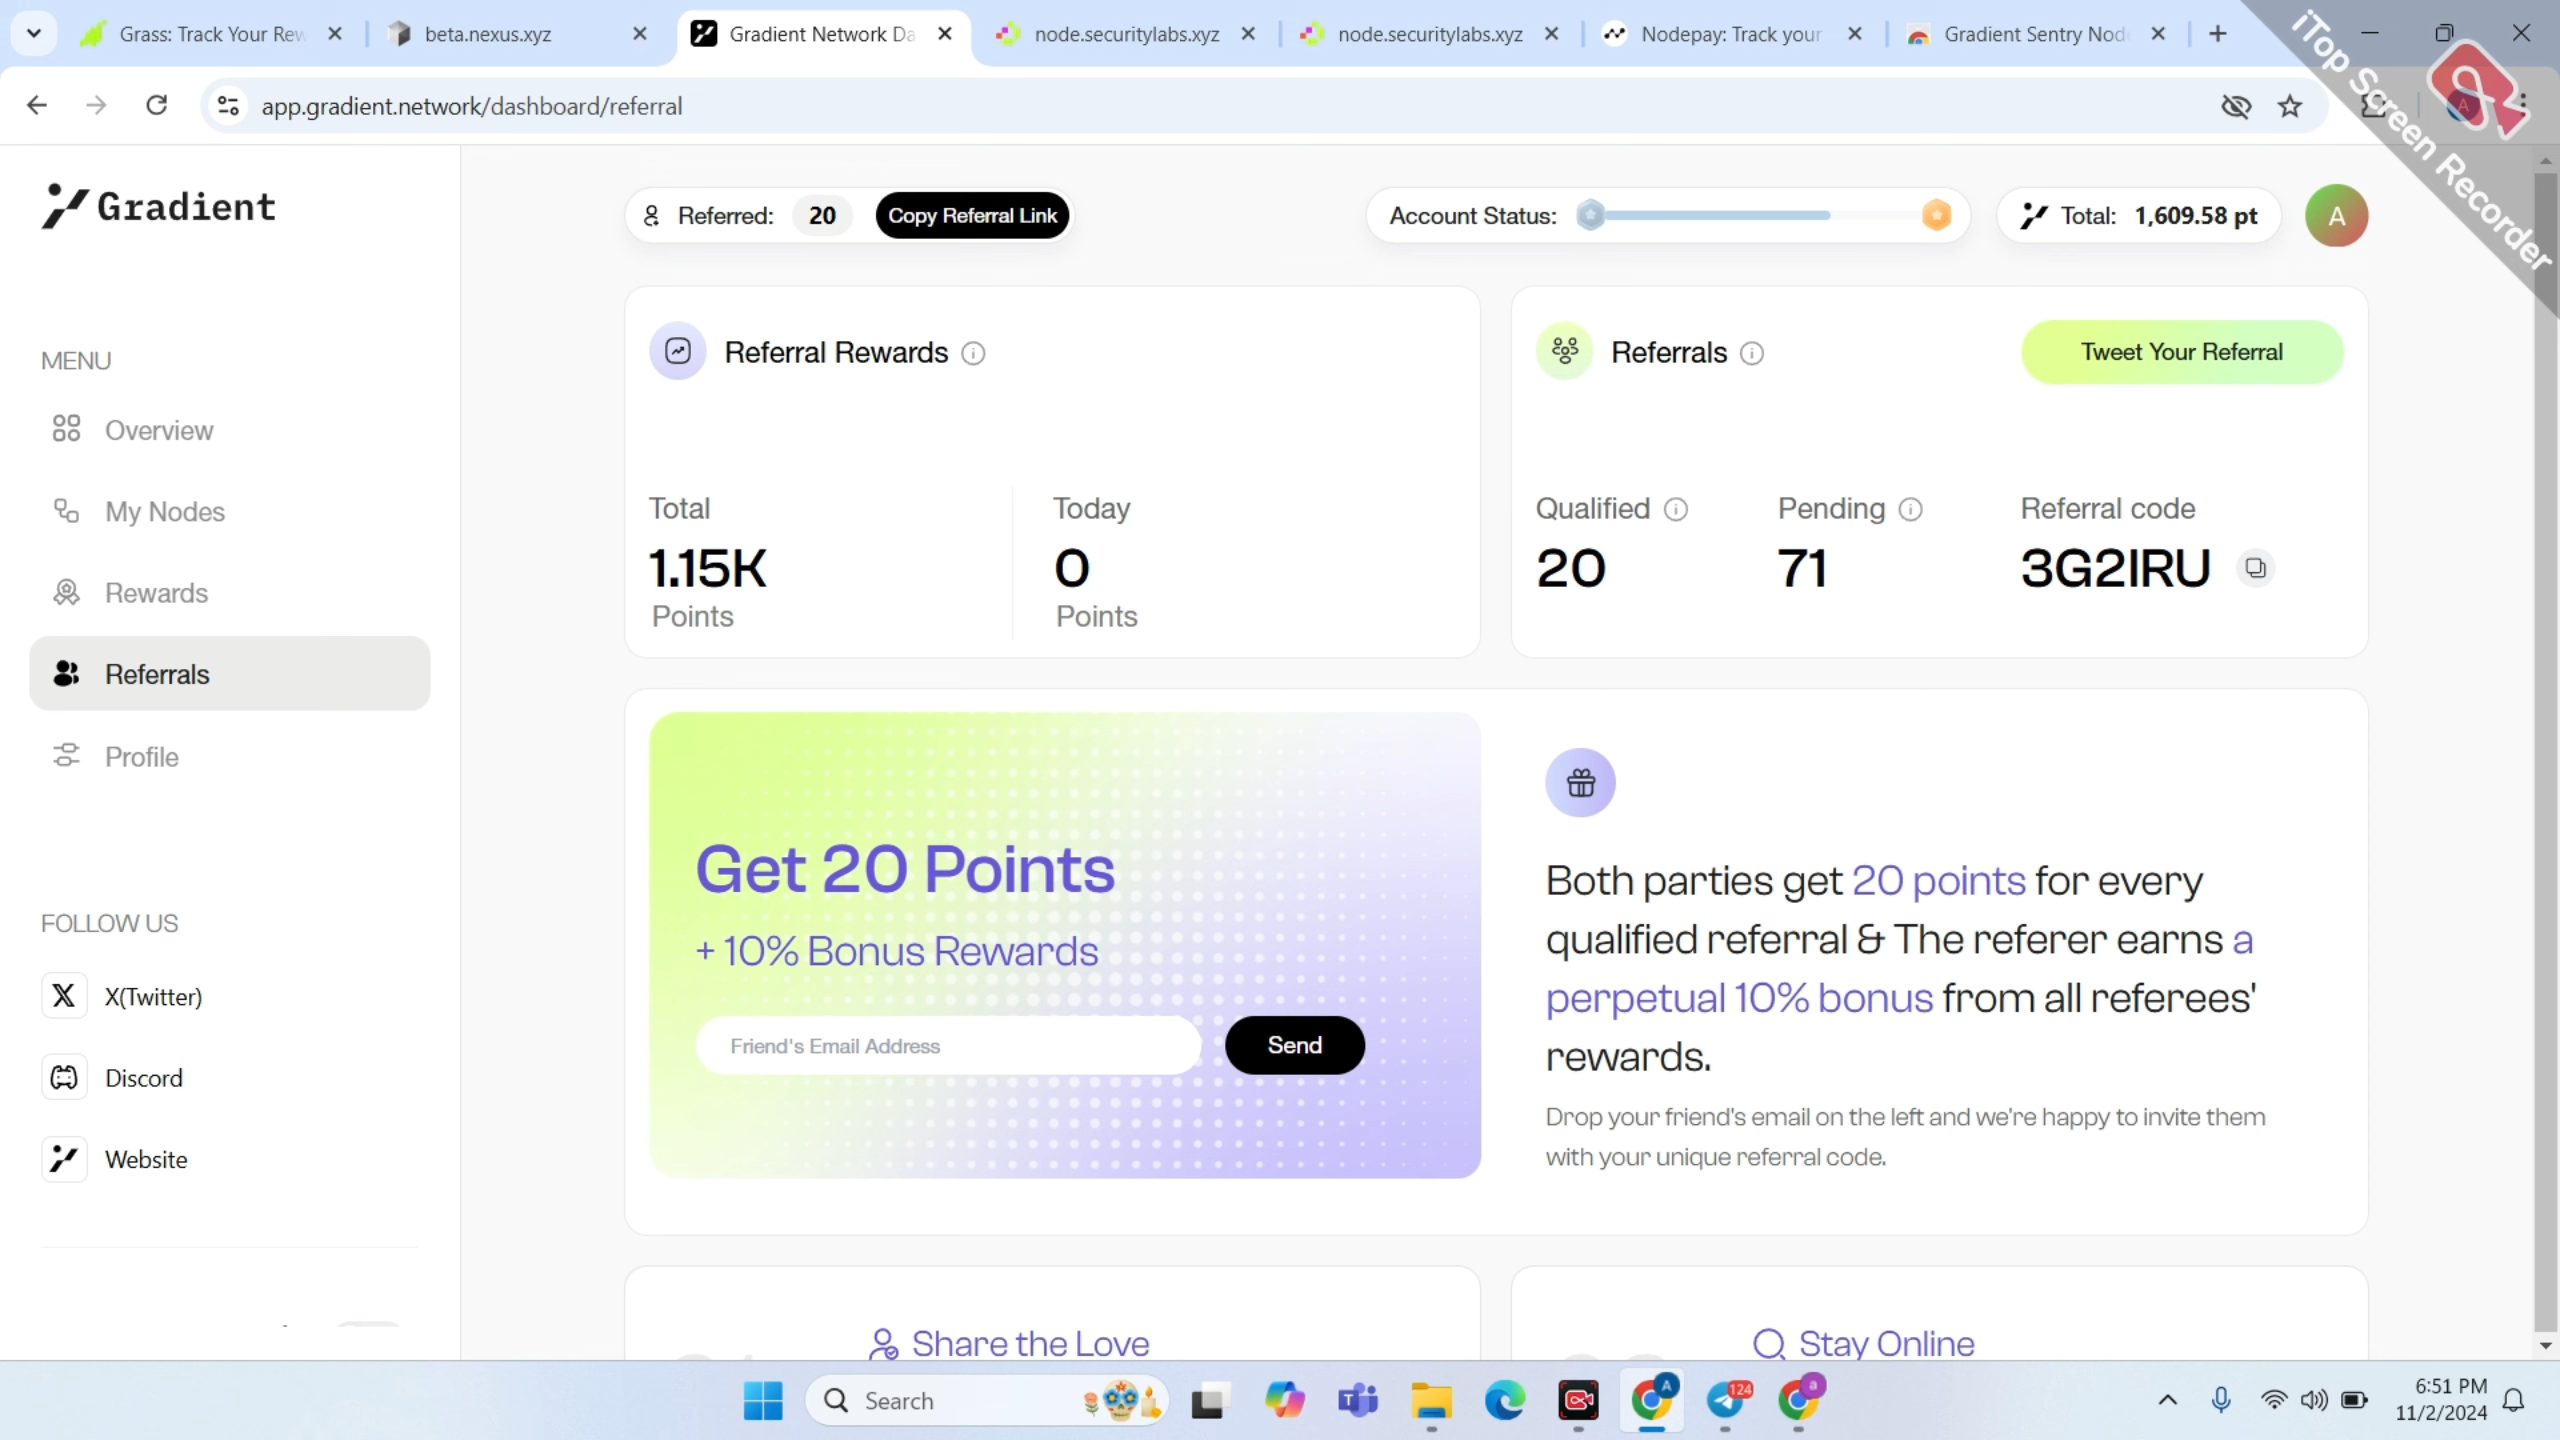 Grass: Track Your Rew
beta.nexus.xyz
Gradient Network Da
node.securitylabs.xyz
node.securitylabs.xyz
Nodepay: Track your
Gradient Sentry Nod
app.gradient.network/dashboard/referral
iTop Screen Recorder
Gradient
Referred: 20 Copy Referral Link
Account Status:
Total: 1,609.58 pt
A
MENU
Overview
My Nodes
Rewards
Referrals
Profile
FOLLOW US
X(Twitter)
Discord
Website
Referral Rewards
Total
1.15K
Points
Today
0
Points
Referrals
Tweet Your Referral
Qualified
20
Pending
71
Referral code
3G2IRU
Get 20 Points
+ 10% Bonus Rewards
Friend's Email Address
Send
Both parties get 20 points for every
qualified referral & The referer earns a
perpetual 10% bonus from all referees'
rewards.
Drop your friend's email on the left and we're happy to invite them
with your unique referral code.
Share the Love
Stay Online
Search
A
124
a
6:51 PM
11/2/2024